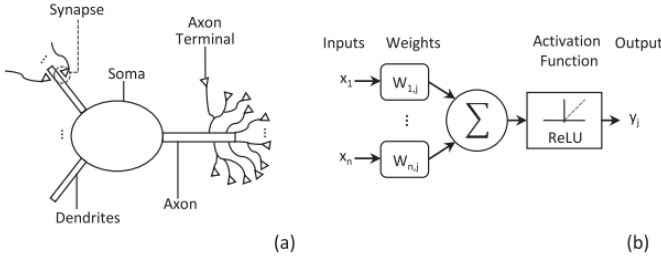 Synapse
Axon
Terminal
Soma
Dendrites
Axon
(a)
Inputs
Weights
Activation
Function
Output
x1
W1,j
∑
ReLU
yj
xn
Wn,j
(b)